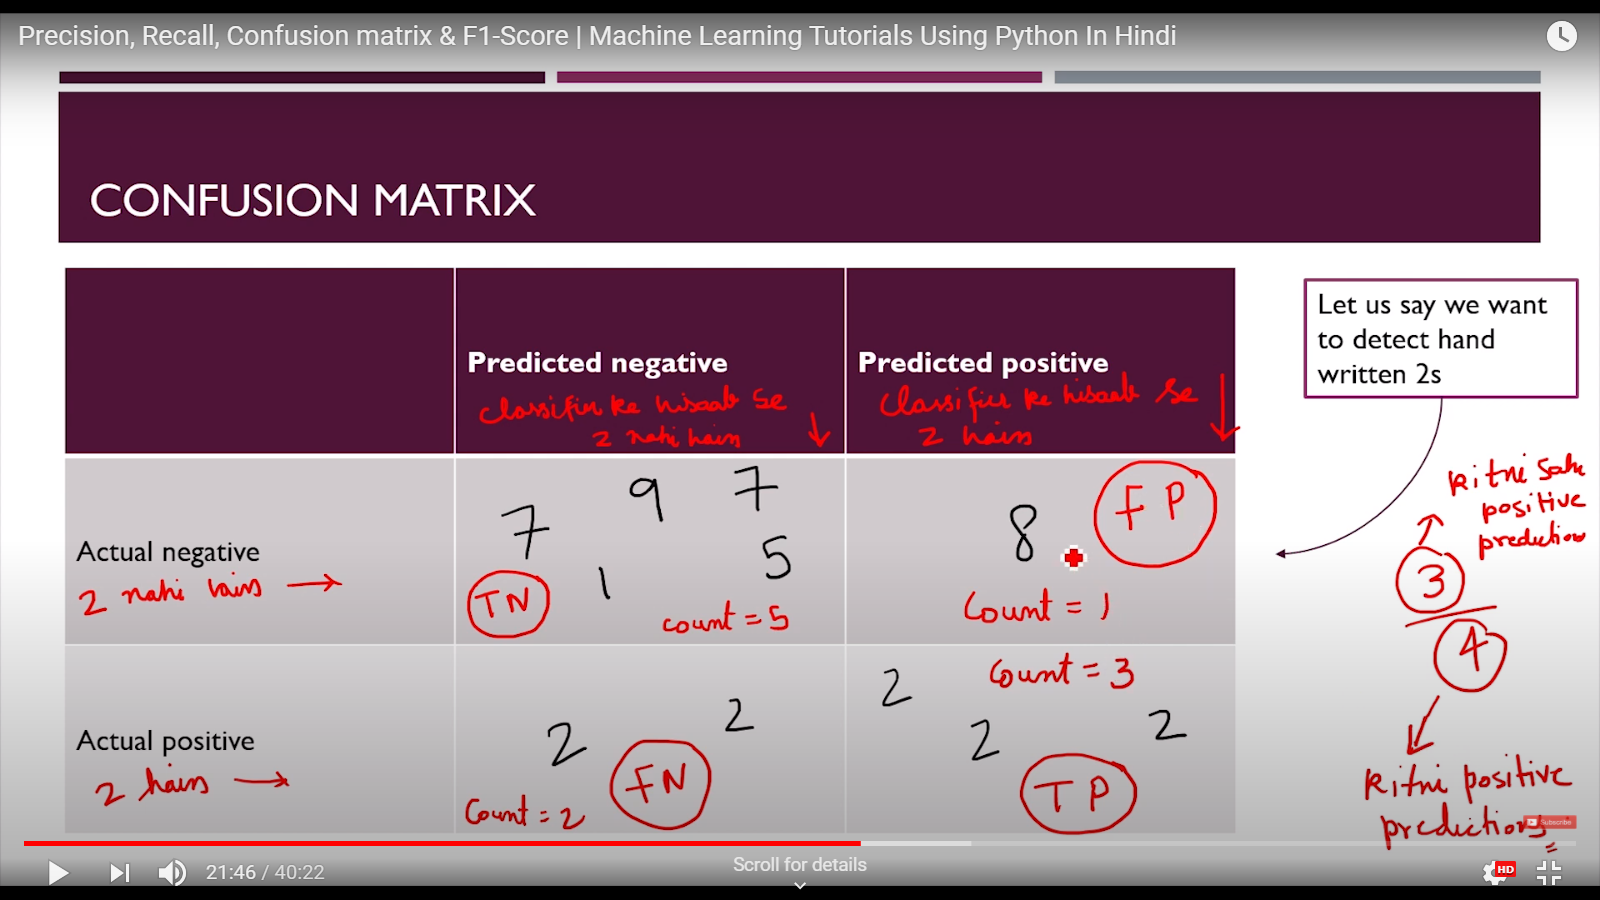 Precision, Recall, Confusion matrix & F1-Score | Machine Learning Tutorials Using Python In Hindi
CONFUSION MATRIX
Predicted negative
Classifier ke hisaab se
2 nahi hain
Predicted positive
Classifier ke hisaab se
2 hain
Let us say we want
to detect hand
written 2s
Actual negative
2 nahi hain
7 9 7
1 5
TN
count = 5
8
FP
Count = 1
Kitni sahi
positive
prediction
3
4
Kitni positive
predictions
Actual positive
2 hain
2 2
FN
Count = 2
Count = 3
2
2 2
TP
Subscribe
21:46 / 40:22
Scroll for details
HD